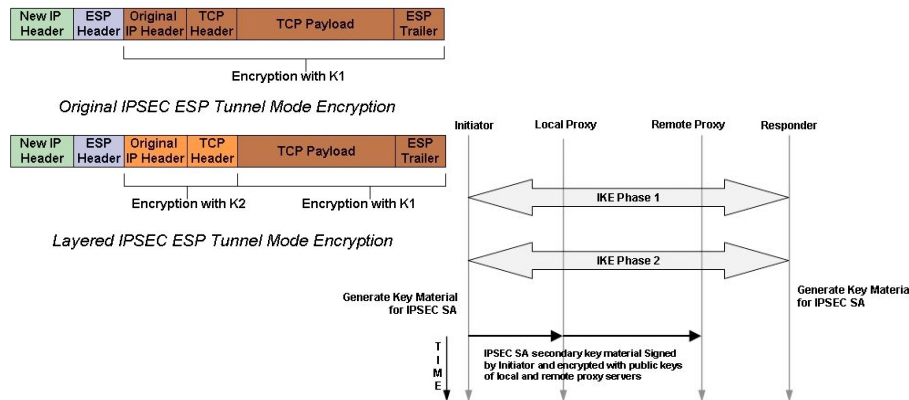 New IP Header
ESP Header
Original IP Header
TCP Header
TCP Payload
ESP Trailer
Encryption with K1
Original IPSEC ESP Tunnel Mode Encryption
New IP Header
ESP Header
Original IP Header
TCP Header
TCP Payload
ESP Trailer
Encryption with K2
Encryption with K1
Layered IPSEC ESP Tunnel Mode Encryption
Initiator
Local Proxy
Remote Proxy
Responder
IKE Phase 1
IKE Phase 2
Generate Key Material
for IPSEC SA
Generate Key Material
for IPSEC SA
TIME
IPSEC SA secondary key material Signed
by Initiator and encrypted with public keys
of local and remote proxy servers